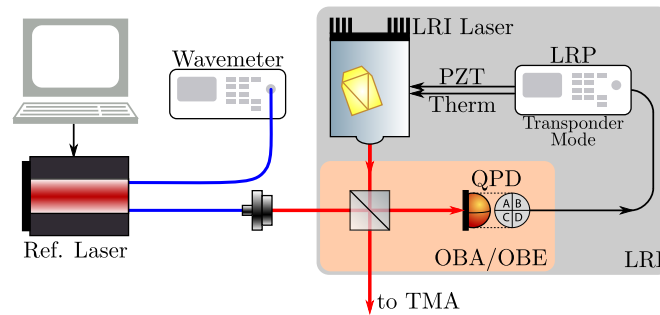 LRI Laser
Wavemeter
PZT
Therm
LRP
Transponder
Mode
Ref. Laser
QPD
A B
C D
OBA/OBE
LRI
to TMA